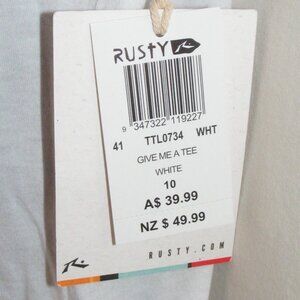 RUSTY
9 347322 119227
41 TTL0734 WHT
GIVE ME A TEE
WHITE
10
A$ 39.99
NZ $ 49.99
RUSTY.COM